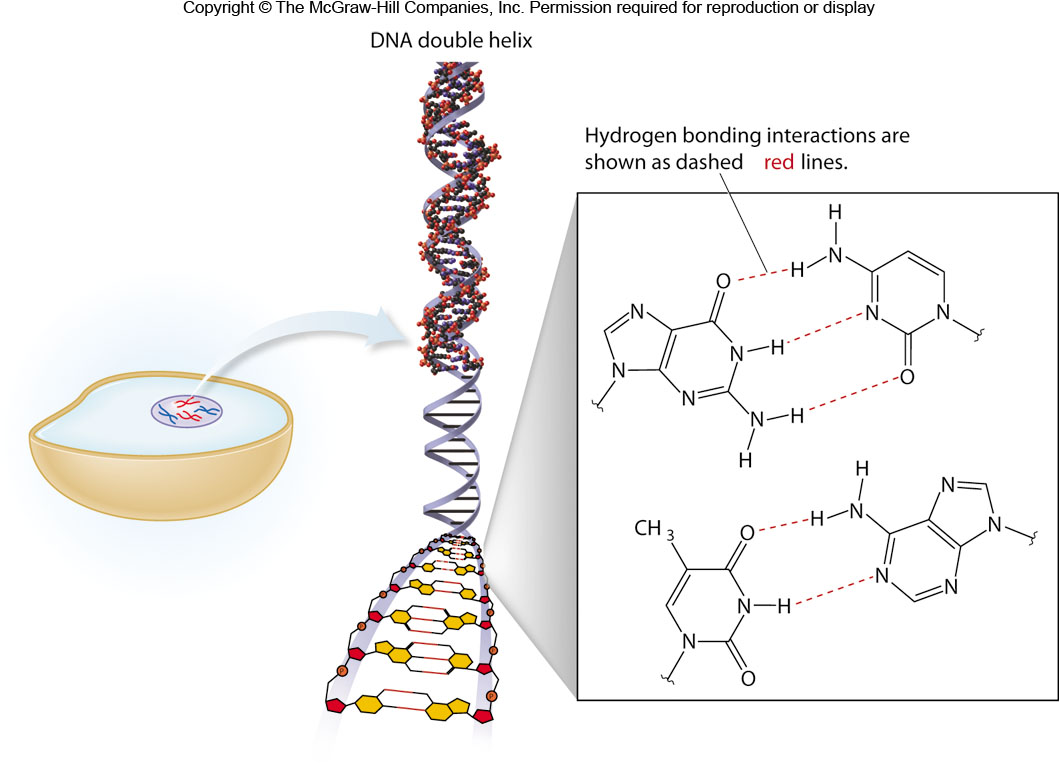 Copyright © The McGraw-Hill Companies, Inc. Permission required for reproduction or display
DNA double helix
Hydrogen bonding interactions are
shown as dashed red lines.
H
O
H
N
N
N
N
H
N
N
O
N
N
H
H
H
N
H
N
CH3
O
N
N
N
N
H
N
O
P
P
P
P
P